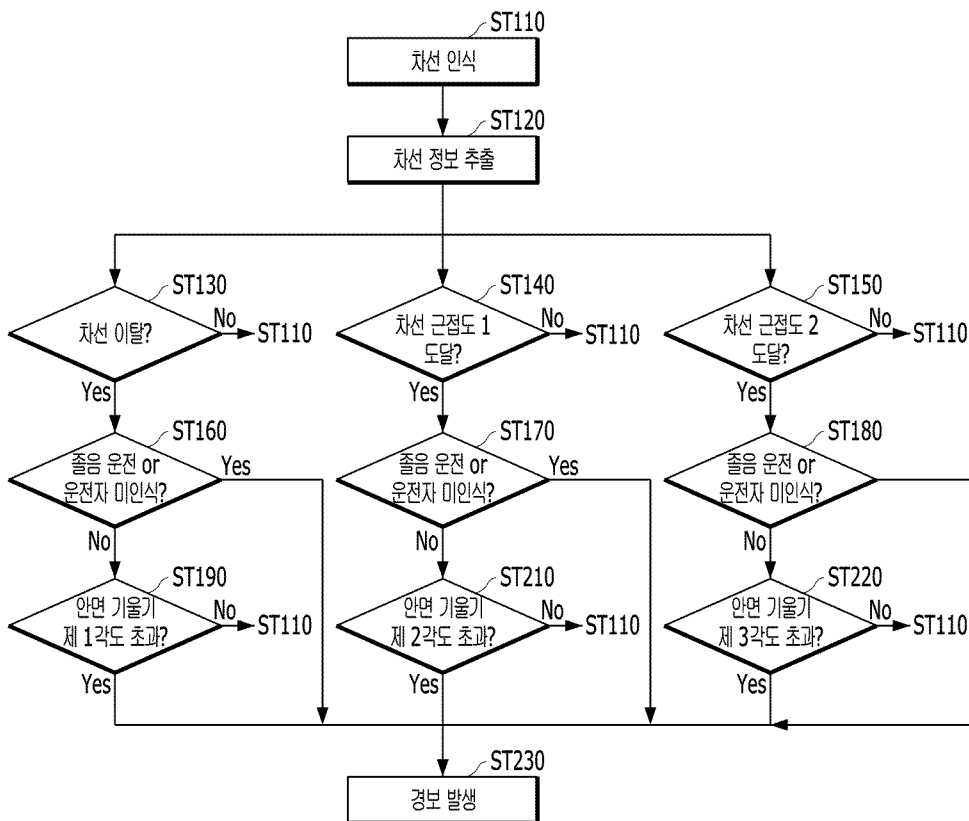 ST110
차선 인식
ST120
차선 정보 추출
ST130
차선 이탈?
No
ST110
Yes
ST140
차선 근접도 1
도달?
No
ST110
Yes
ST150
차선 근접도 2
도달?
No
ST110
Yes
ST160
졸음 운전 or
운전자 미인식?
Yes
No
ST170
졸음 운전 or
운전자 미인식?
Yes
No
ST180
졸음 운전 or
운전자 미인식?
No
ST190
안면 기울기
제 1각도 초과?
No
ST110
Yes
ST210
안면 기울기
제 2각도 초과?
No
ST110
Yes
ST220
안면 기울기
제 3각도 초과?
No
ST110
Yes
ST230
경보 발생